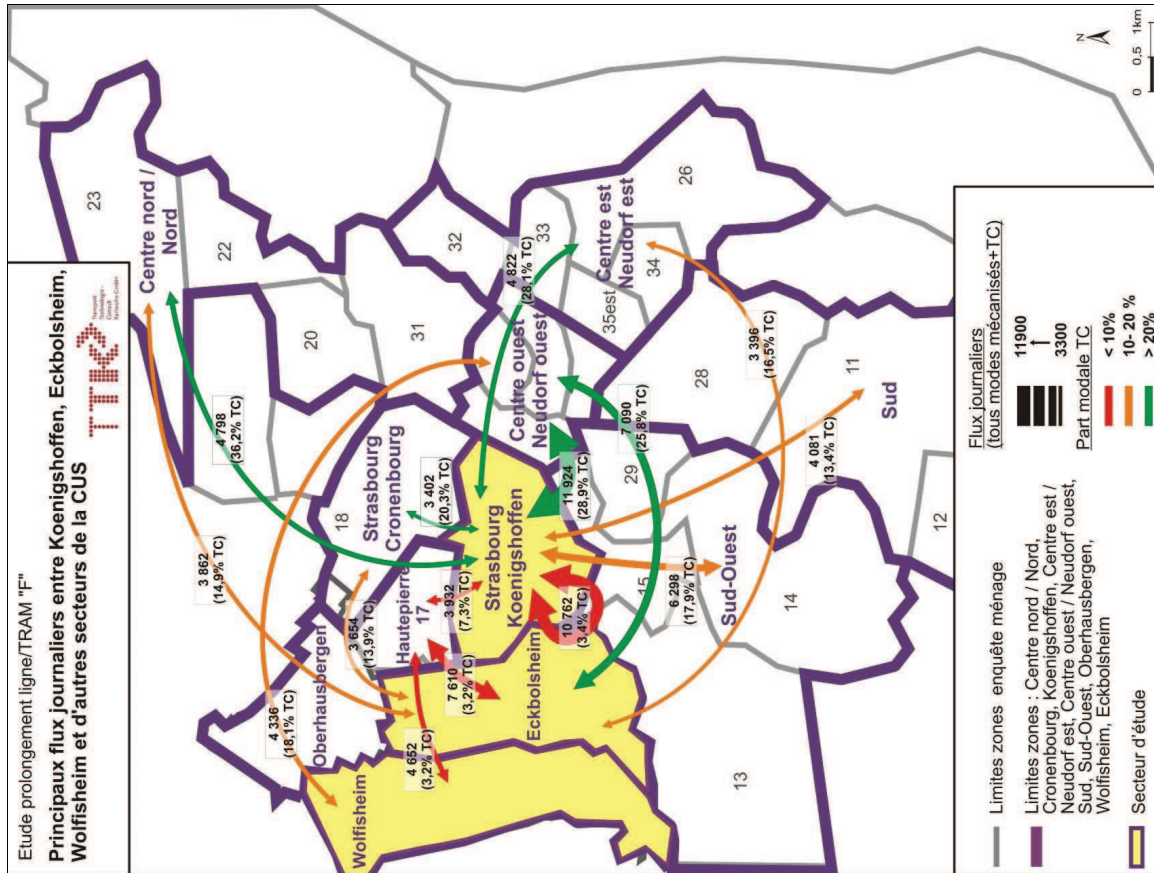 Etude prolongement ligne/TRAM "F"
Principaux flux journaliers entre Koenigshoffen, Eckbolsheim,
Wolfisheim et d'autres secteurs de la CUS
TTK
Transport
Technologie-
Consult
Karlsruhe GmbH
23
Centre nord /
Nord
22
20
31
32
33
26
4 798
(36,2% TC)
3 862
(14,9% TC)
18
Strasbourg
Cronenbourg
3 402
(20,3% TC)
4 822
(28,1% TC)
Centre ouest
Neudorf ouest
35est
Centre est
Neudorf est
34
Oberhausbergen
3 654
(13,9% TC)
4 336
(18,1% TC)
Hautepierre
17
3 932
(7,3% TC)
Strasbourg
Koenigshoffen
11 924
(28,9% TC)
7 090
(25,8% TC)
28
3 396
(16,5% TC)
29
7 610
(3,2% TC)
4 652
(3,2% TC)
Wolfisheim
Eckbolsheim
10 762
(3,4% TC)
15
6 298
(17,9% TC)
Sud-Ouest
4 081
(13,4% TC)
11
Sud
14
13
12
N
0
0,5
1km
Limites zones enquête ménage
Limites zones : Centre nord / Nord,
Cronenbourg, Koenigshoffen, Centre est /
Neudorf est, Centre ouest / Neudorf ouest,
Sud, Sud-Ouest, Oberhausbergen,
Wolfisheim, Eckbolsheim
Secteur d'étude
Flux journaliers
(tous modes mécanisés+TC)
11900
3300
Part modale TC
< 10%
10- 20 %
> 20%